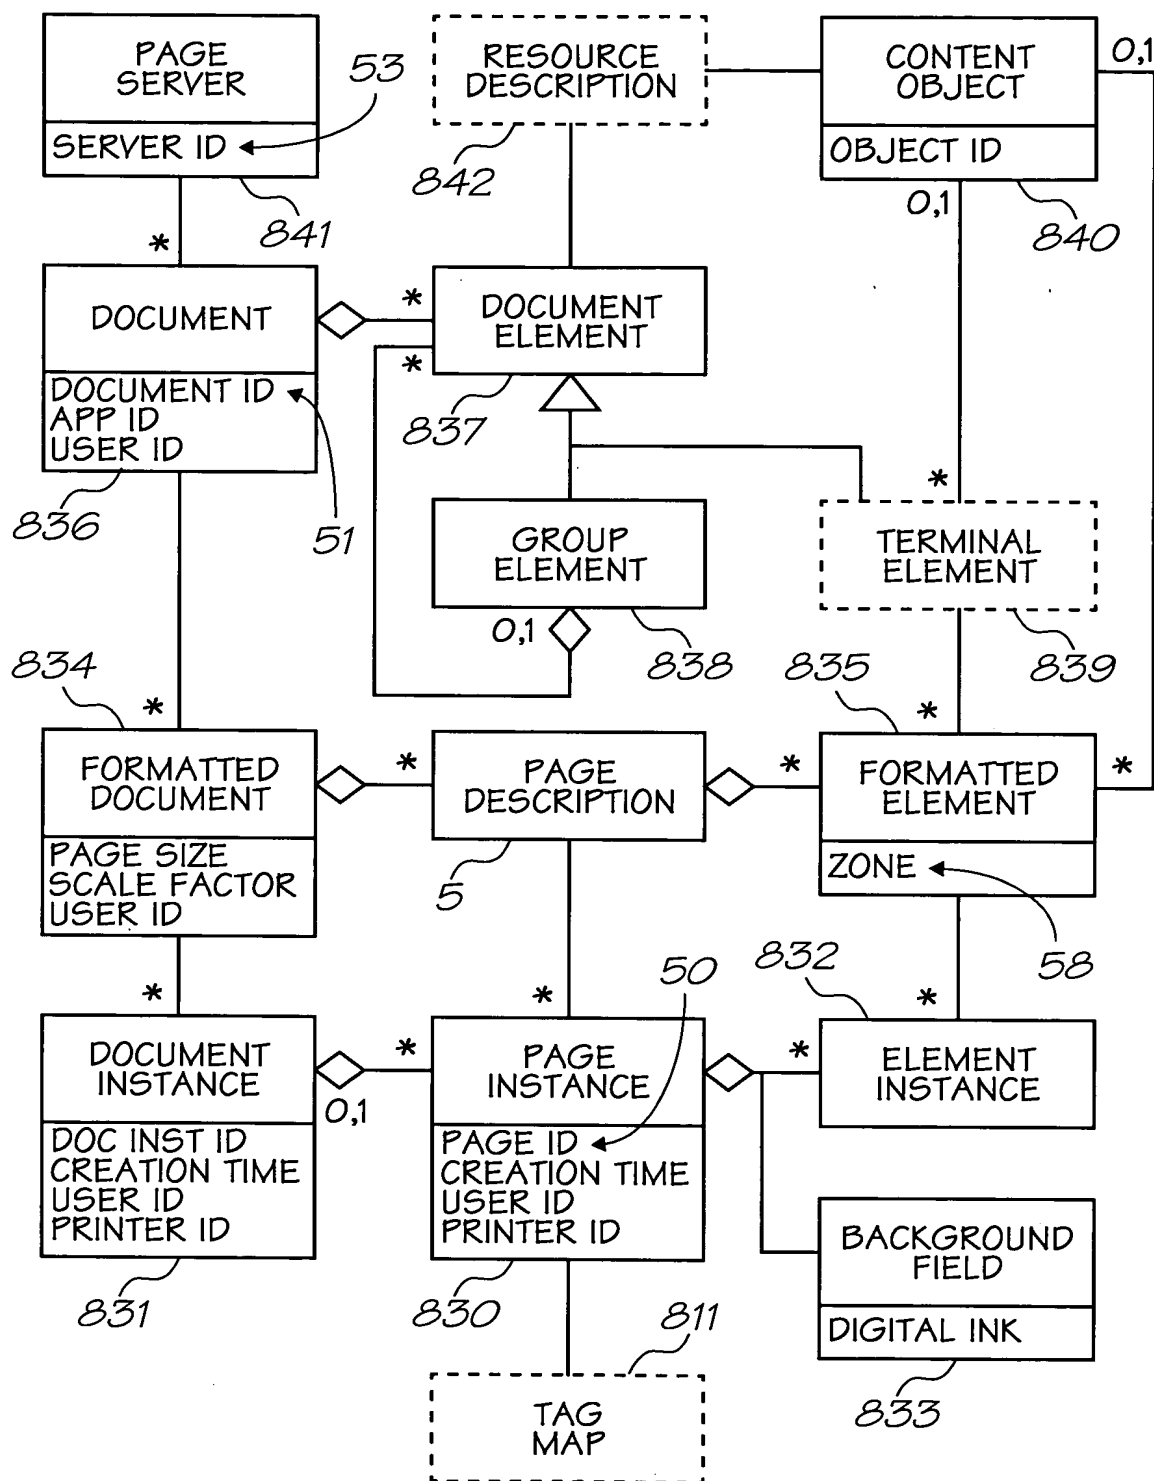 PAGE
SERVER
SERVER ID
53
841
*
RESOURCE
DESCRIPTION
842
CONTENT
OBJECT
OBJECT ID
0,1
0,1
840
DOCUMENT
DOCUMENT ID
APP ID
USER ID
836
51
*
DOCUMENT
ELEMENT
*
837
GROUP
ELEMENT
0,1
838
*
TERMINAL
ELEMENT
839
834
*
FORMATTED
DOCUMENT
PAGE SIZE
SCALE FACTOR
USER ID
*
PAGE
DESCRIPTION
5
835
*
*
*
FORMATTED
ELEMENT
ZONE
58
*
DOCUMENT
INSTANCE
0,1
DOC INST ID
CREATION TIME
USER ID
PRINTER ID
831
*
*
50
PAGE
INSTANCE
PAGE ID
CREATION TIME
USER ID
PRINTER ID
830
832
*
*
ELEMENT
INSTANCE
BACKGROUND
FIELD
DIGITAL INK
833
811
TAG
MAP